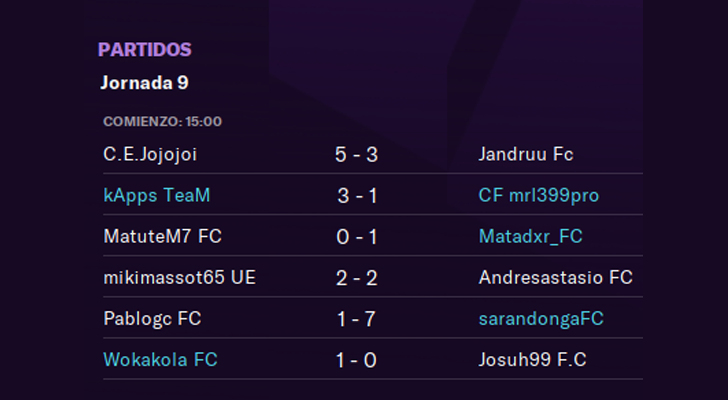 PARTIDOS
Jornada 9
COMIENZO: 15:00
C.E.Jojojoi 5 - 3 Jandruu Fc
kApps TeaM 3 - 1 CF mrl399pro
MatuteM7 FC 0 - 1 Matadxr_FC
mikimassot65 UE 2 - 2 Andresastasio FC
Pablogc FC 1 - 7 sarandongaFC
Wokakola FC 1 - 0 Josuh99 F.C